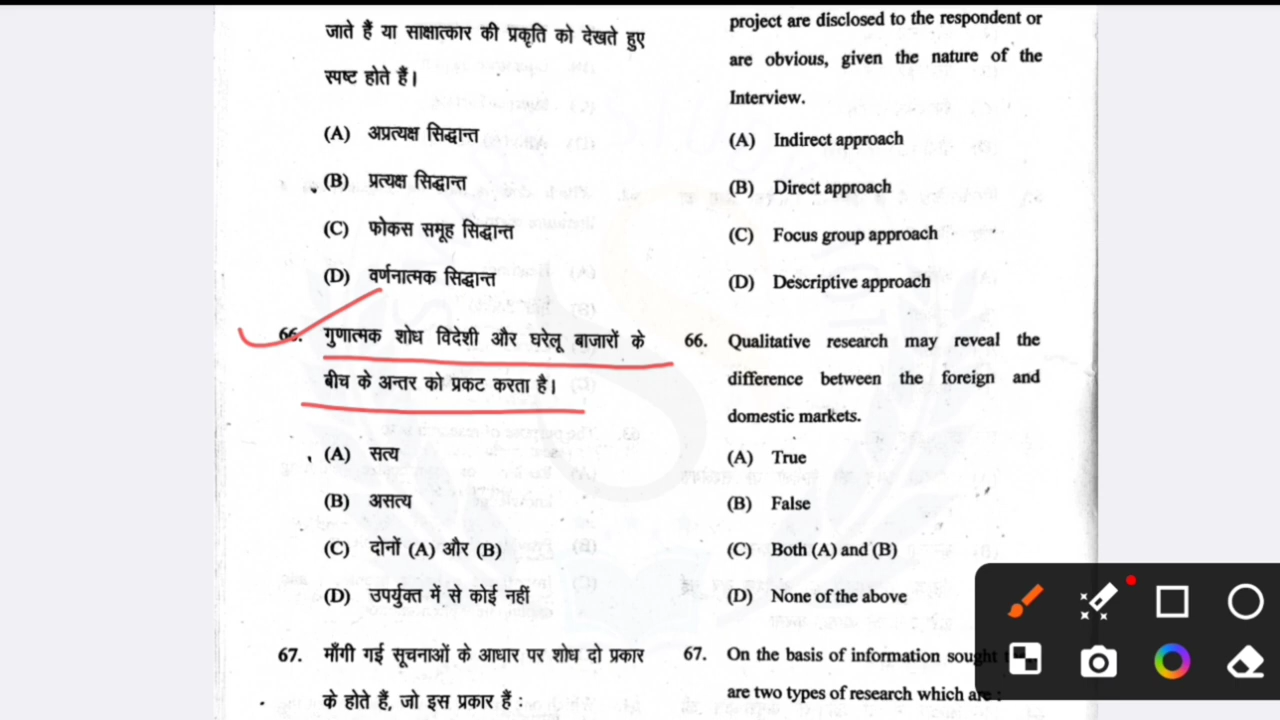 जाते हैं या साक्षात्कार की प्रकृति को देखते हुए
स्पष्ट होते हैं।
(A) अप्रत्यक्ष सिद्धान्त
(B) प्रत्यक्ष सिद्धान्त
(C) फोकस समूह सिद्धान्त
(D) वर्णनात्मक सिद्धान्त
66. गुणात्मक शोध विदेशी और घरेलू बाजारों के
बीच के अन्तर को प्रकट करता है।
(A) सत्य
(B) असत्य
(C) दोनों (A) और (B)
(D) उपर्युक्त में से कोई नहीं
67. माँगी गई सूचनाओं के आधार पर शोध दो प्रकार
के होते हैं, जो इस प्रकार हैं :
project are disclosed to the respondent or
are obvious, given the nature of the
Interview.
(A) Indirect approach
(B) Direct approach
(C) Focus group approach
(D) Descriptive approach
66. Qualitative research may reveal the
difference between the foreign and
domestic markets.
(A) True
(B) False
(C) Both (A) and (B)
(D) None of the above
67. On the basis of information sought
are two types of research which are :